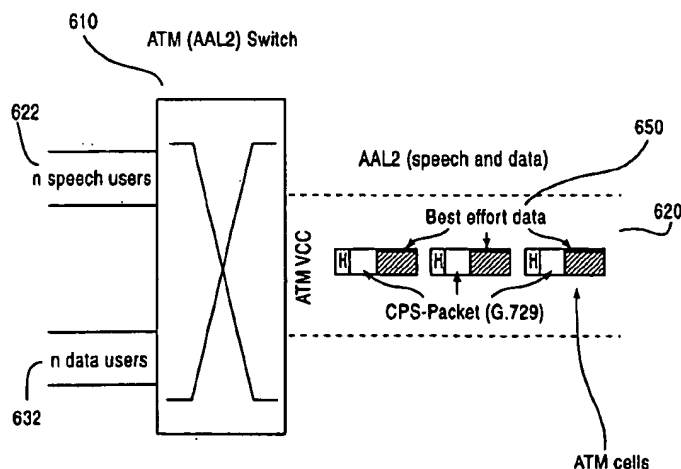 610
ATM (AAL2) Switch
622
n speech users
650
AAL2 (speech and data)
620
Best effort data
ATM VCC
H
H
H
CPS-Packet (G.729)
n data users
632
ATM cells